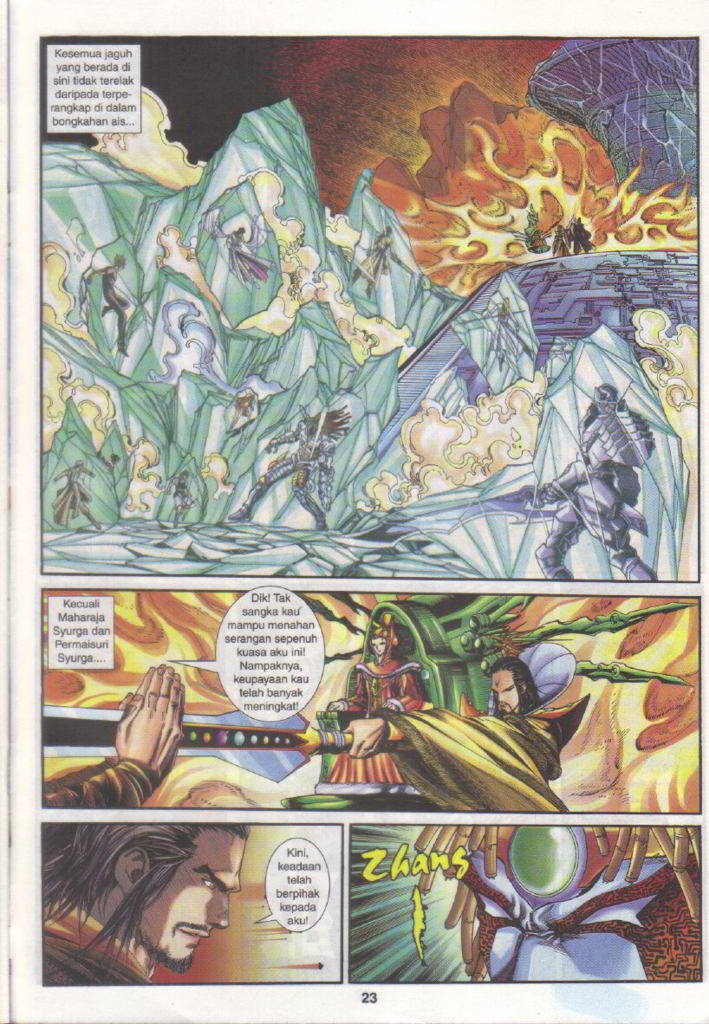 Kesemua jaguh
yang berada di
sini tidak terelak
daripada terpe-
rangkap di dalam
bongkahan ais...
Kecuali
Maharaja
Syurga dan
Permaisuri
Syurga....
Dik! Tak
sangka kau
mampu menahan
serangan sepenuh
kuasa aku ini!
Nampaknya,
keupayaan kau
telah banyak
meningkat!
Kini,
keadaan
telah
berpihak
kepada
aku!
Zhang
!
23